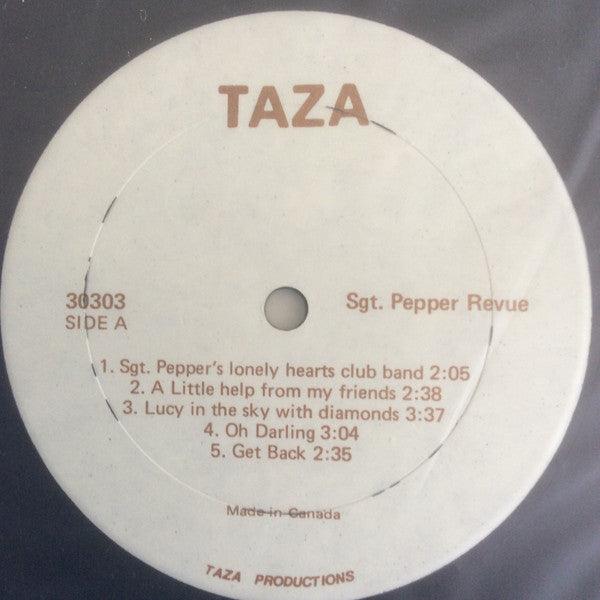 TAZA
30303
SIDE A
Sgt. Pepper Revue
1. Sgt. Pepper's lonely hearts club band 2:05
2. A Little help from my friends 2:38
3. Lucy in the sky with diamonds 3:37
4. Oh Darling 3:04
5. Get Back 2:35
Made in Canada
TAZA PRODUCTIONS